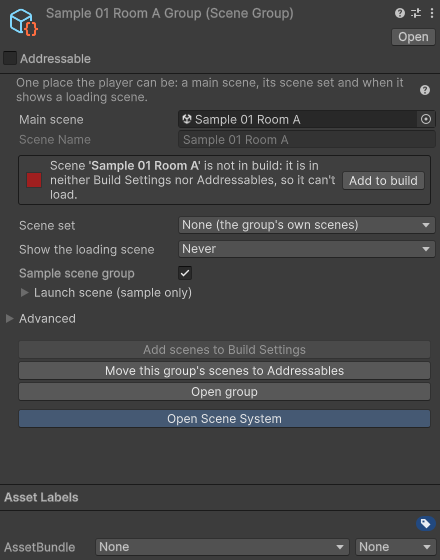 Sample 01 Room A Group (Scene Group)
Open
Addressable
One place the player can be: a main scene, its scene set and when it
shows a loading scene.
Main scene
Sample 01 Room A
Scene Name
Sample 01 Room A
Scene 'Sample 01 Room A' is not in build: it is in
neither Build Settings nor Addressables, so it can't
load.
Add to build
Scene set
None (the group's own scenes)
Show the loading scene
Never
Sample scene group
Launch scene (sample only)
Advanced
Add scenes to Build Settings
Move this group's scenes to Addressables
Open group
Open Scene System
Asset Labels
AssetBundle
None
None